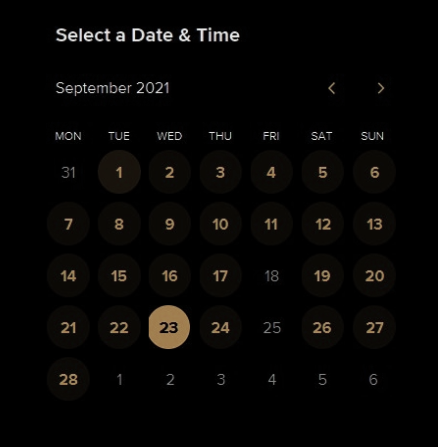 Select a Date & Time
September 2021 < >
MON TUE WED THU FRI SAT SUN
31 1 2 3 4 5 6
7 8 9 10 11 12 13
14 15 16 17 18 19 20
21 22 23 24 25 26 27
28 1 2 3 4 5 6